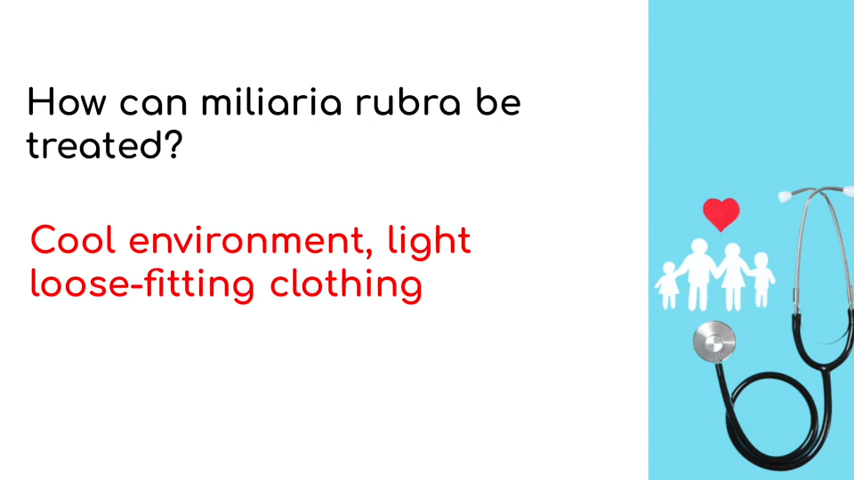 How can miliaria rubra be
treated?
Cool environment, light
loose-fitting clothing